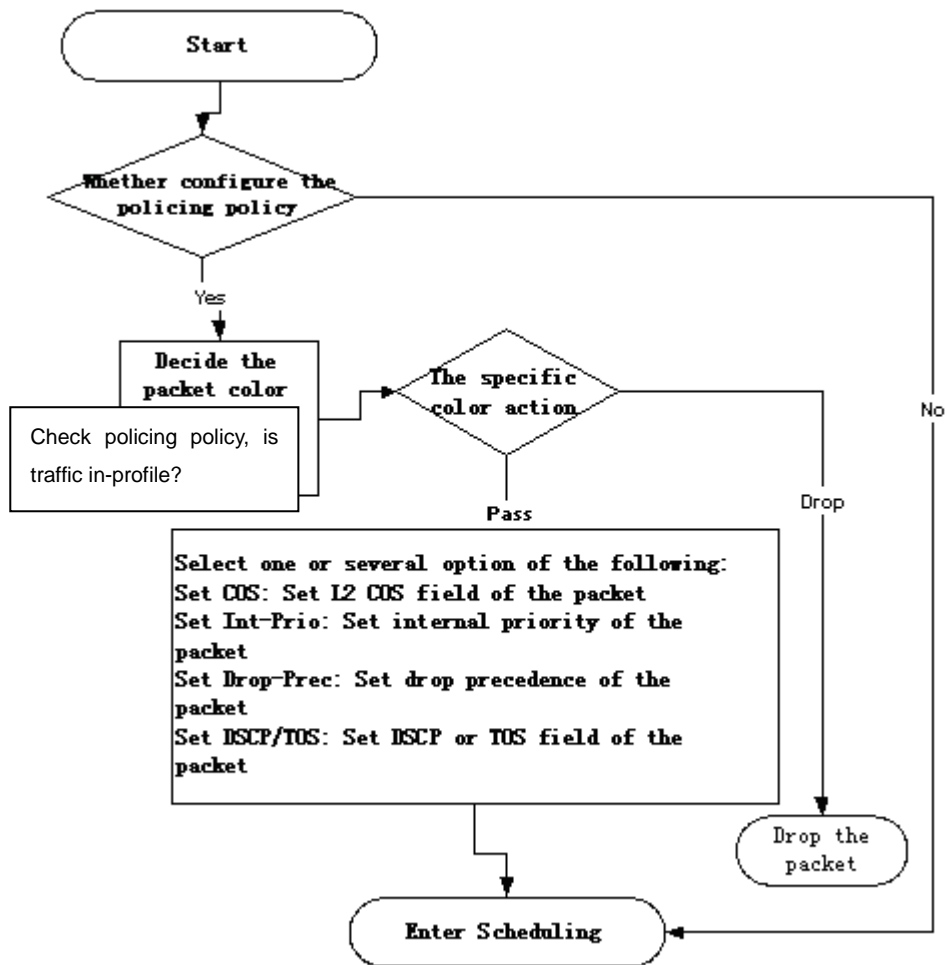 Start
Whether configure the
policing policy
Yes
No
Decide the
packet color
Check policing policy, is
traffic in-profile?
The specific
color action
Drop
Pass
Select one or several option of the following:
Set COS: Set L2 COS field of the packet
Set Int-Prio: Set internal priority of the
packet
Set Drop-Prec: Set drop precedence of the
packet
Set DSCP/TOS: Set DSCP or TOS field of the
packet
Drop the
packet
Enter Scheduling